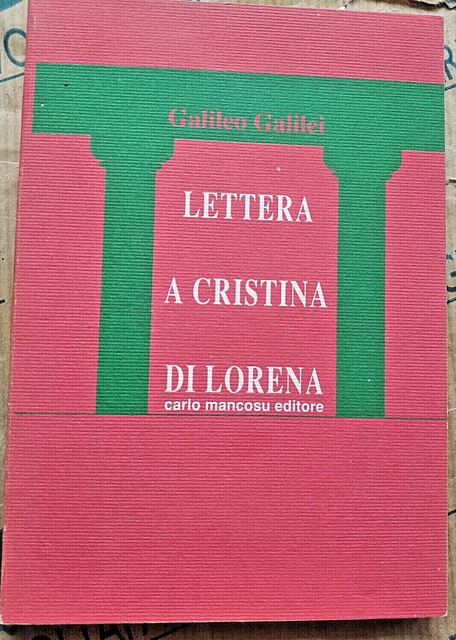 Galileo Galilei
LETTERA
A CRISTINA
DI LORENA
carlo mancosu editore